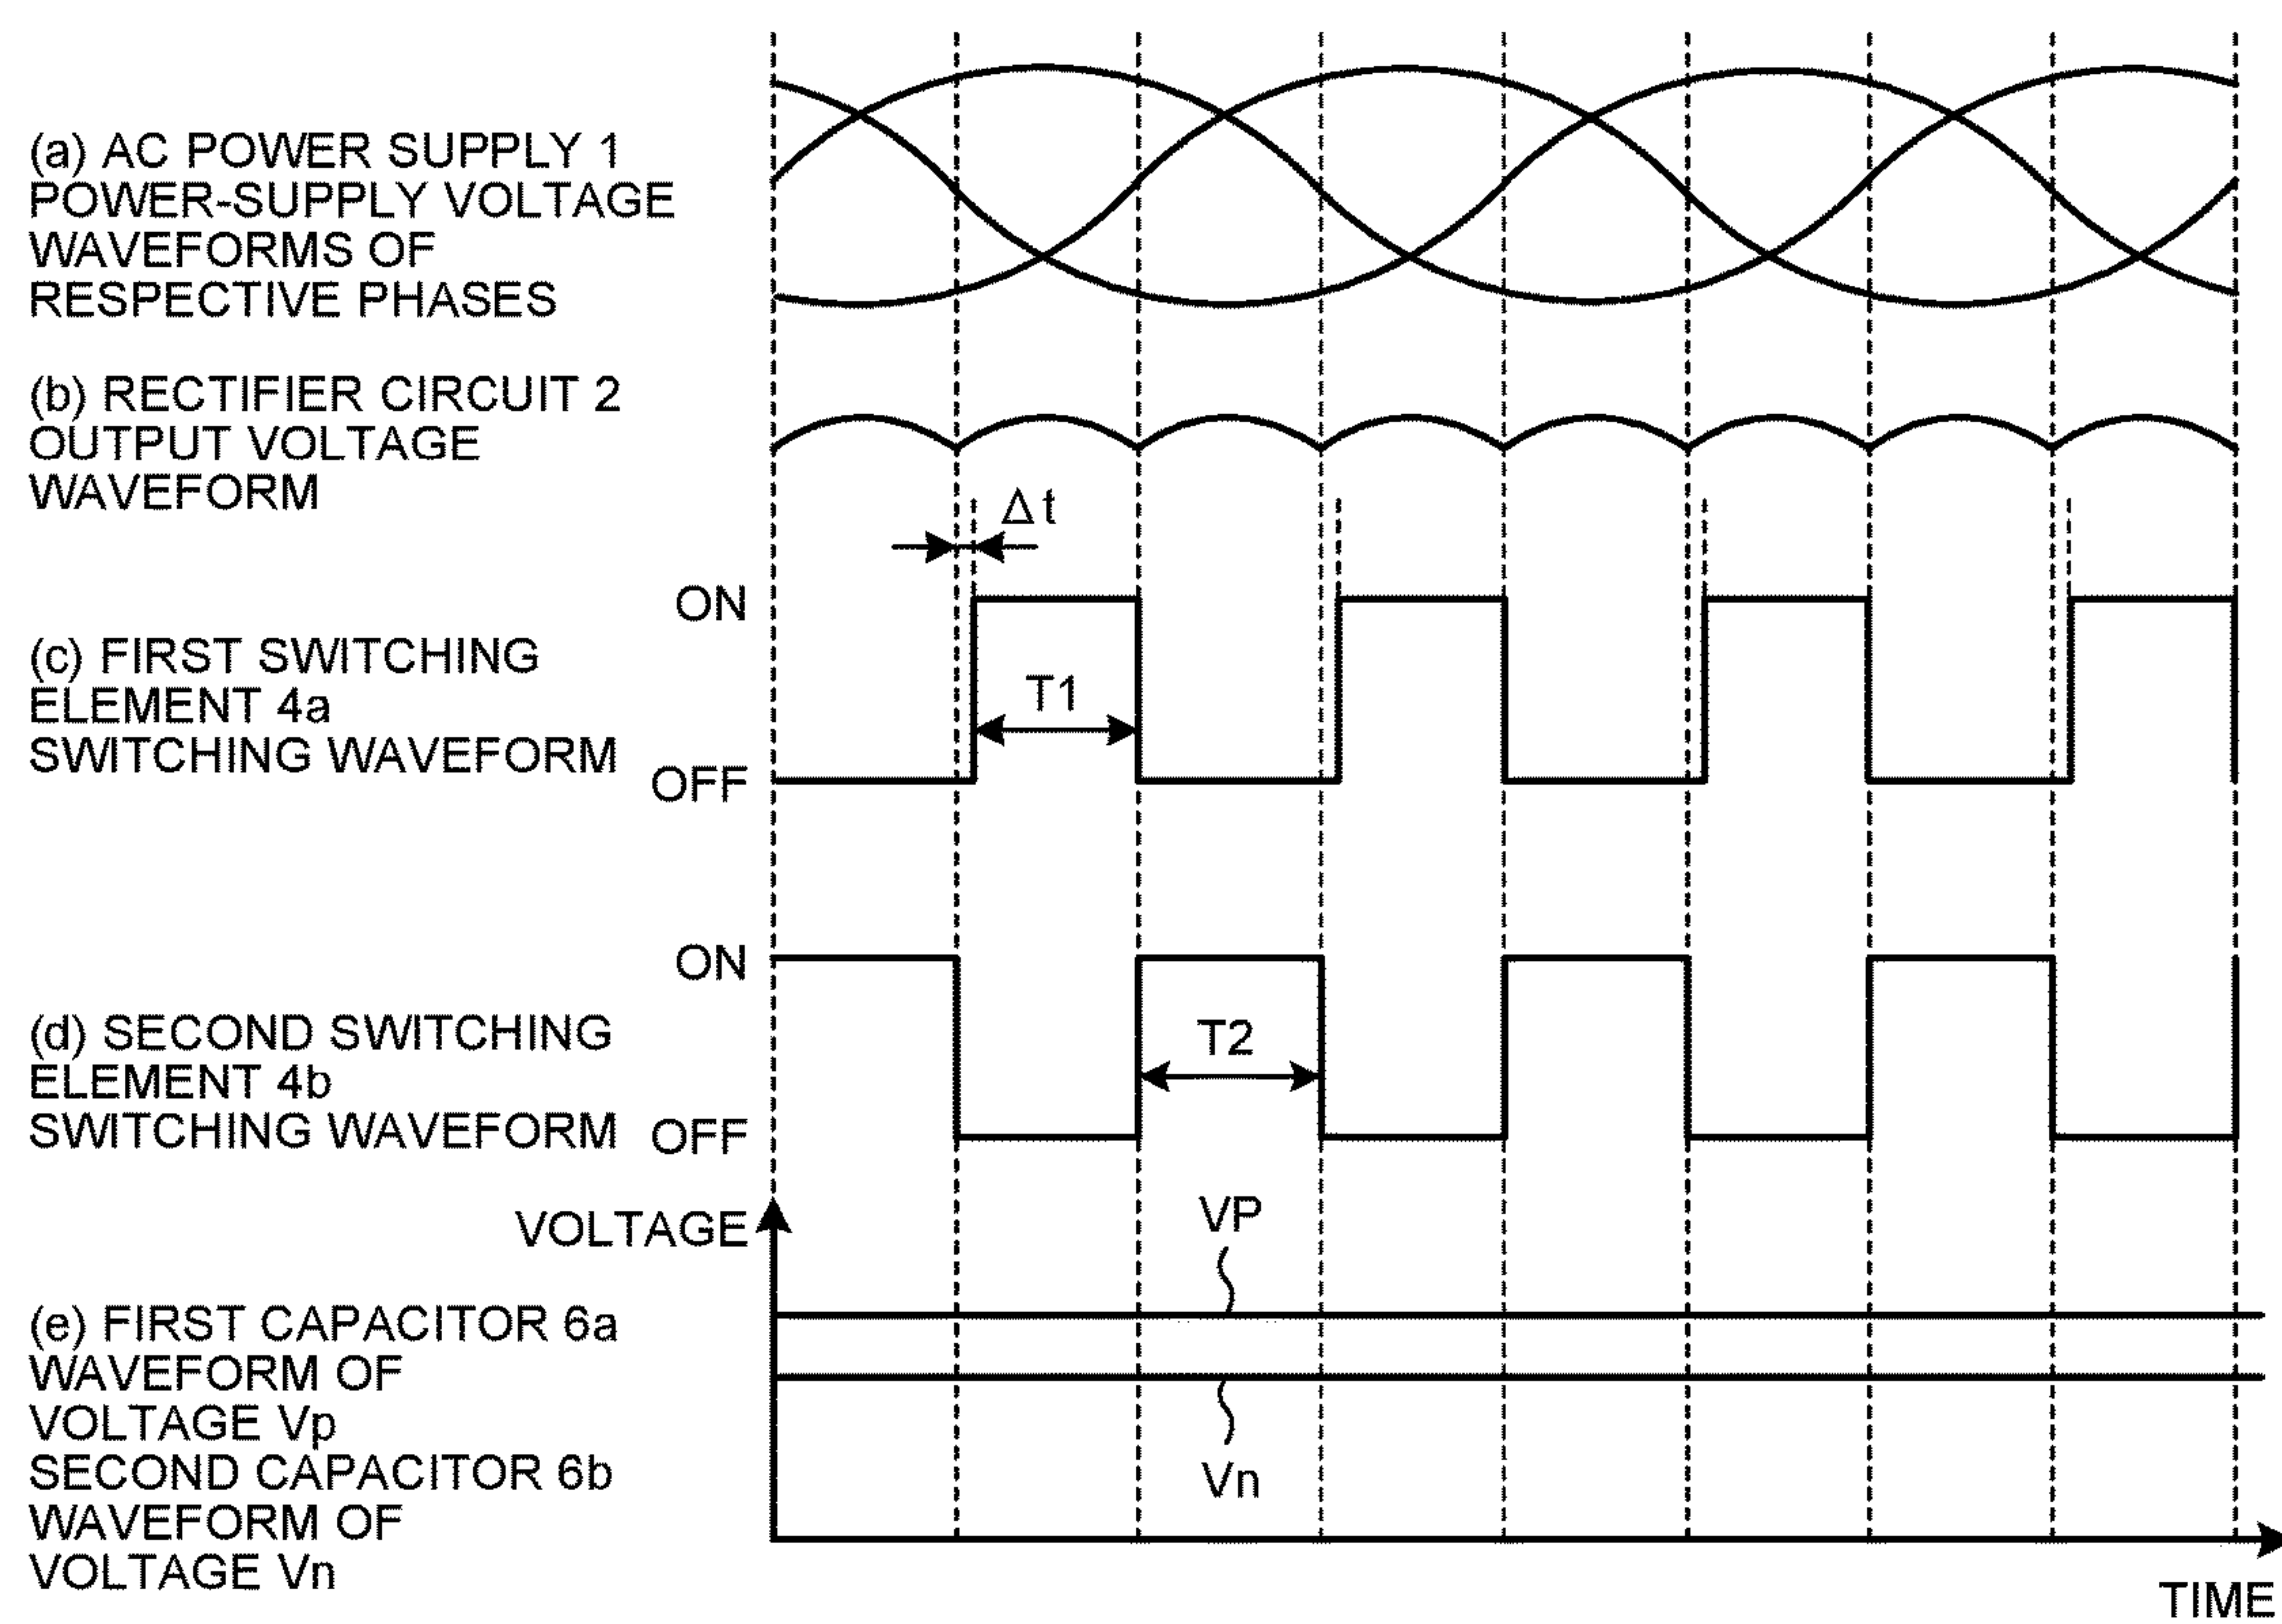 (a) AC POWER SUPPLY 1
POWER-SUPPLY VOLTAGE
WAVEFORMS OF
RESPECTIVE PHASES
(b) RECTIFIER CIRCUIT 2
OUTPUT VOLTAGE
WAVEFORM
Δt
ON
(c) FIRST SWITCHING
ELEMENT 4a
SWITCHING WAVEFORM
T1
OFF
ON
(d) SECOND SWITCHING
ELEMENT 4b
SWITCHING WAVEFORM
T2
OFF
VOLTAGE
VP
(e) FIRST CAPACITOR 6a
WAVEFORM OF
VOLTAGE Vp
SECOND CAPACITOR 6b
WAVEFORM OF
VOLTAGE Vn
Vn
TIME